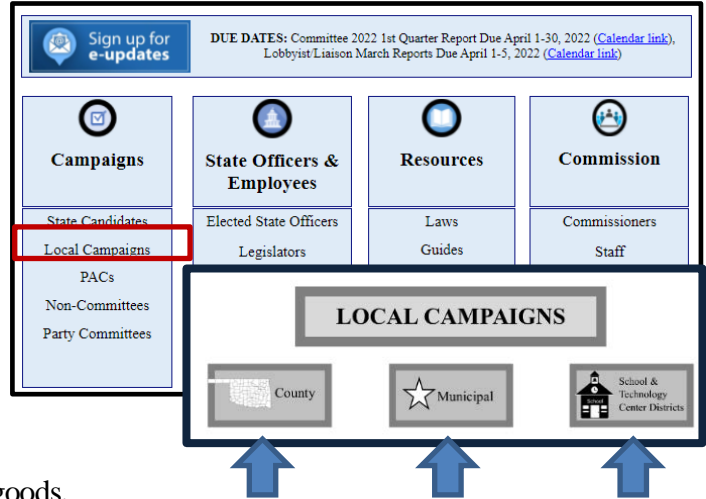 Sign up for
e-updates
DUE DATES: Committee 2022 1st Quarter Report Due April 1-30, 2022 (Calendar link),
Lobbyist/Liaison March Reports Due April 1-5, 2022 (Calendar link)
Campaigns
State Candidates
Local Campaigns
PACs
Non-Committees
Party Committees
State Officers &
Employees
Elected State Officers
Legislators
Resources
Laws
Guides
Commission
Commissioners
Staff
LOCAL CAMPAIGNS
County
Municipal
School
School &
Technology
Center Districts
goods.